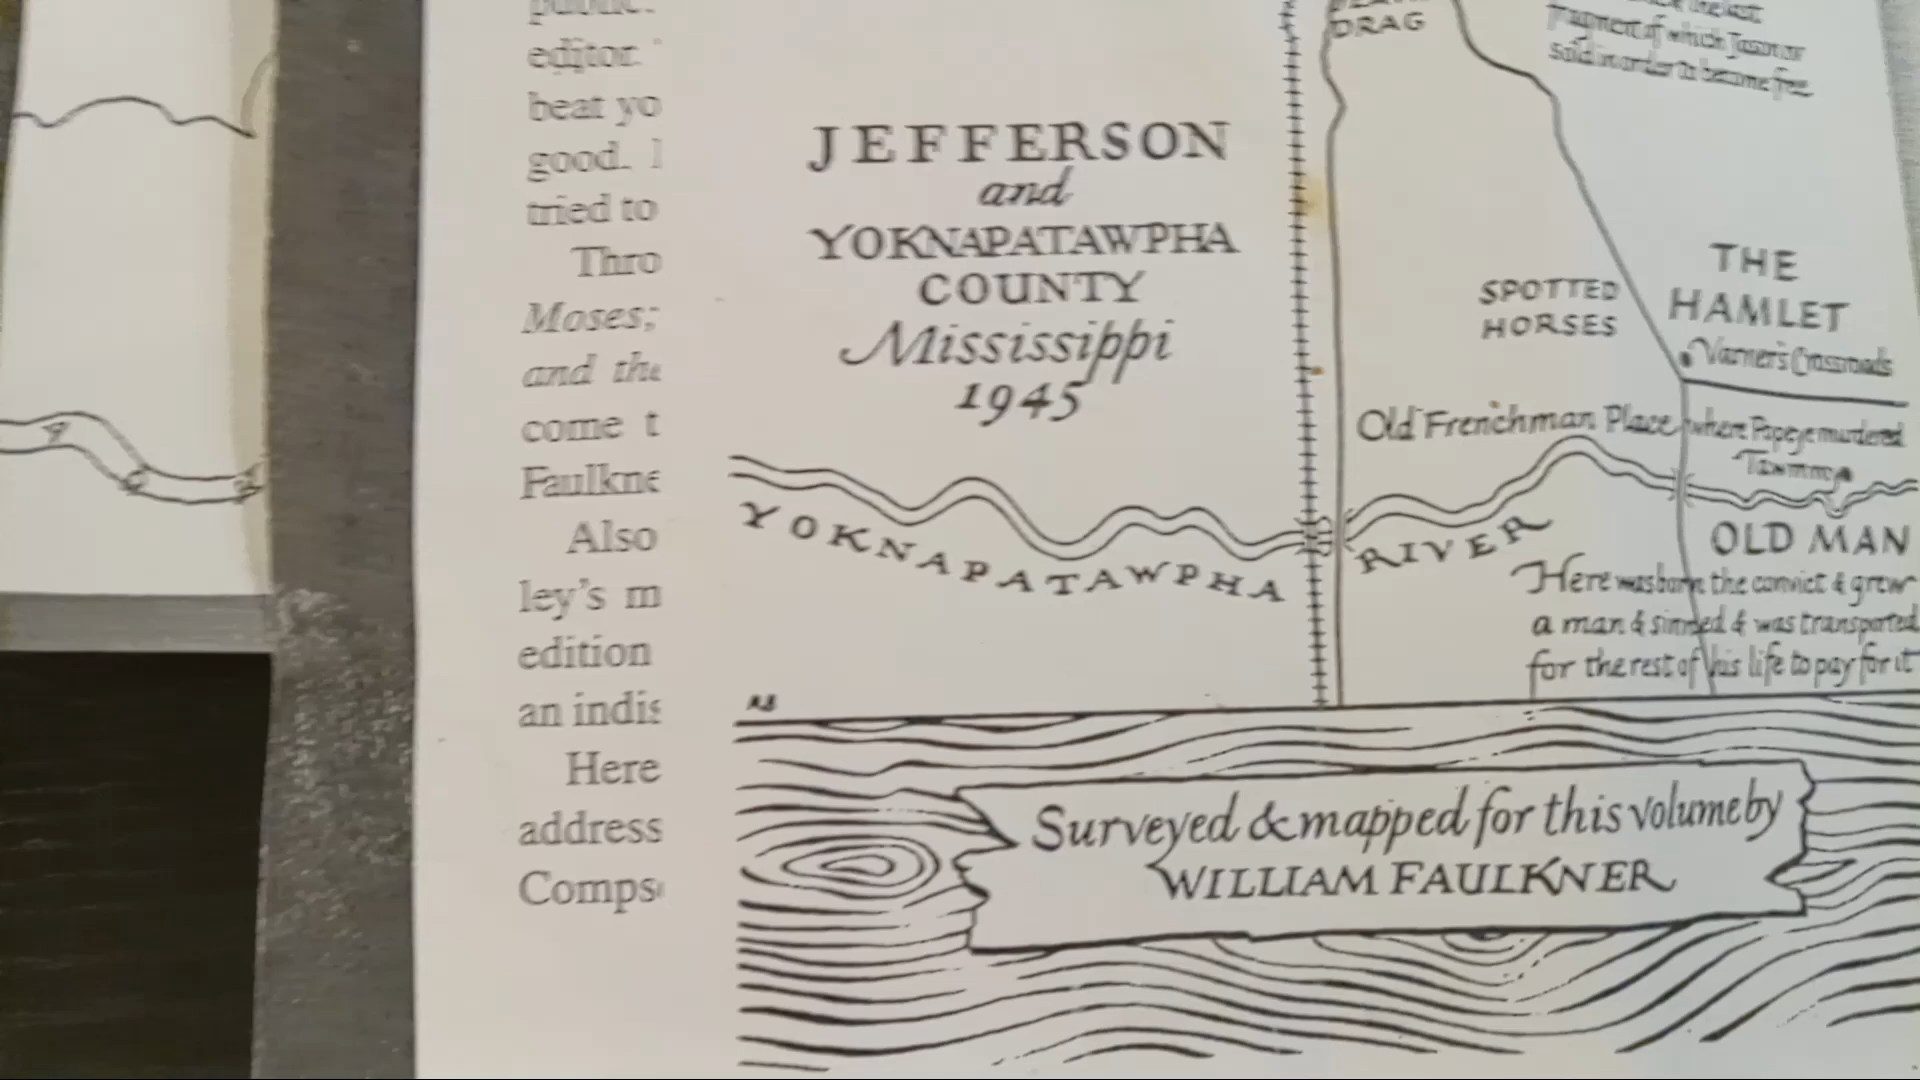 public.
editor.
beat yo
good.
tried to
Thro
Moses;
and the
come t
Faulkne
Also
ley's m
edition
an indis
Here
address
Comps
DRAG
fragment of which Jason IV
sold in order to become free
JEFFERSON
and
YOKNAPATAWPHA
COUNTY
Mississippi
1945
SPOTTED
HORSES
THE
HAMLET
Varner's Crossroads
Old Frenchman Place where Popeye murdered
Tawmmy
YOKNAPATAWPHA RIVER
OLD MAN
Here was born the convict & grew
a man & sinned & was transported
for the rest of his life to pay for it
Surveyed & mapped for this volume by
WILLIAM FAULKNER